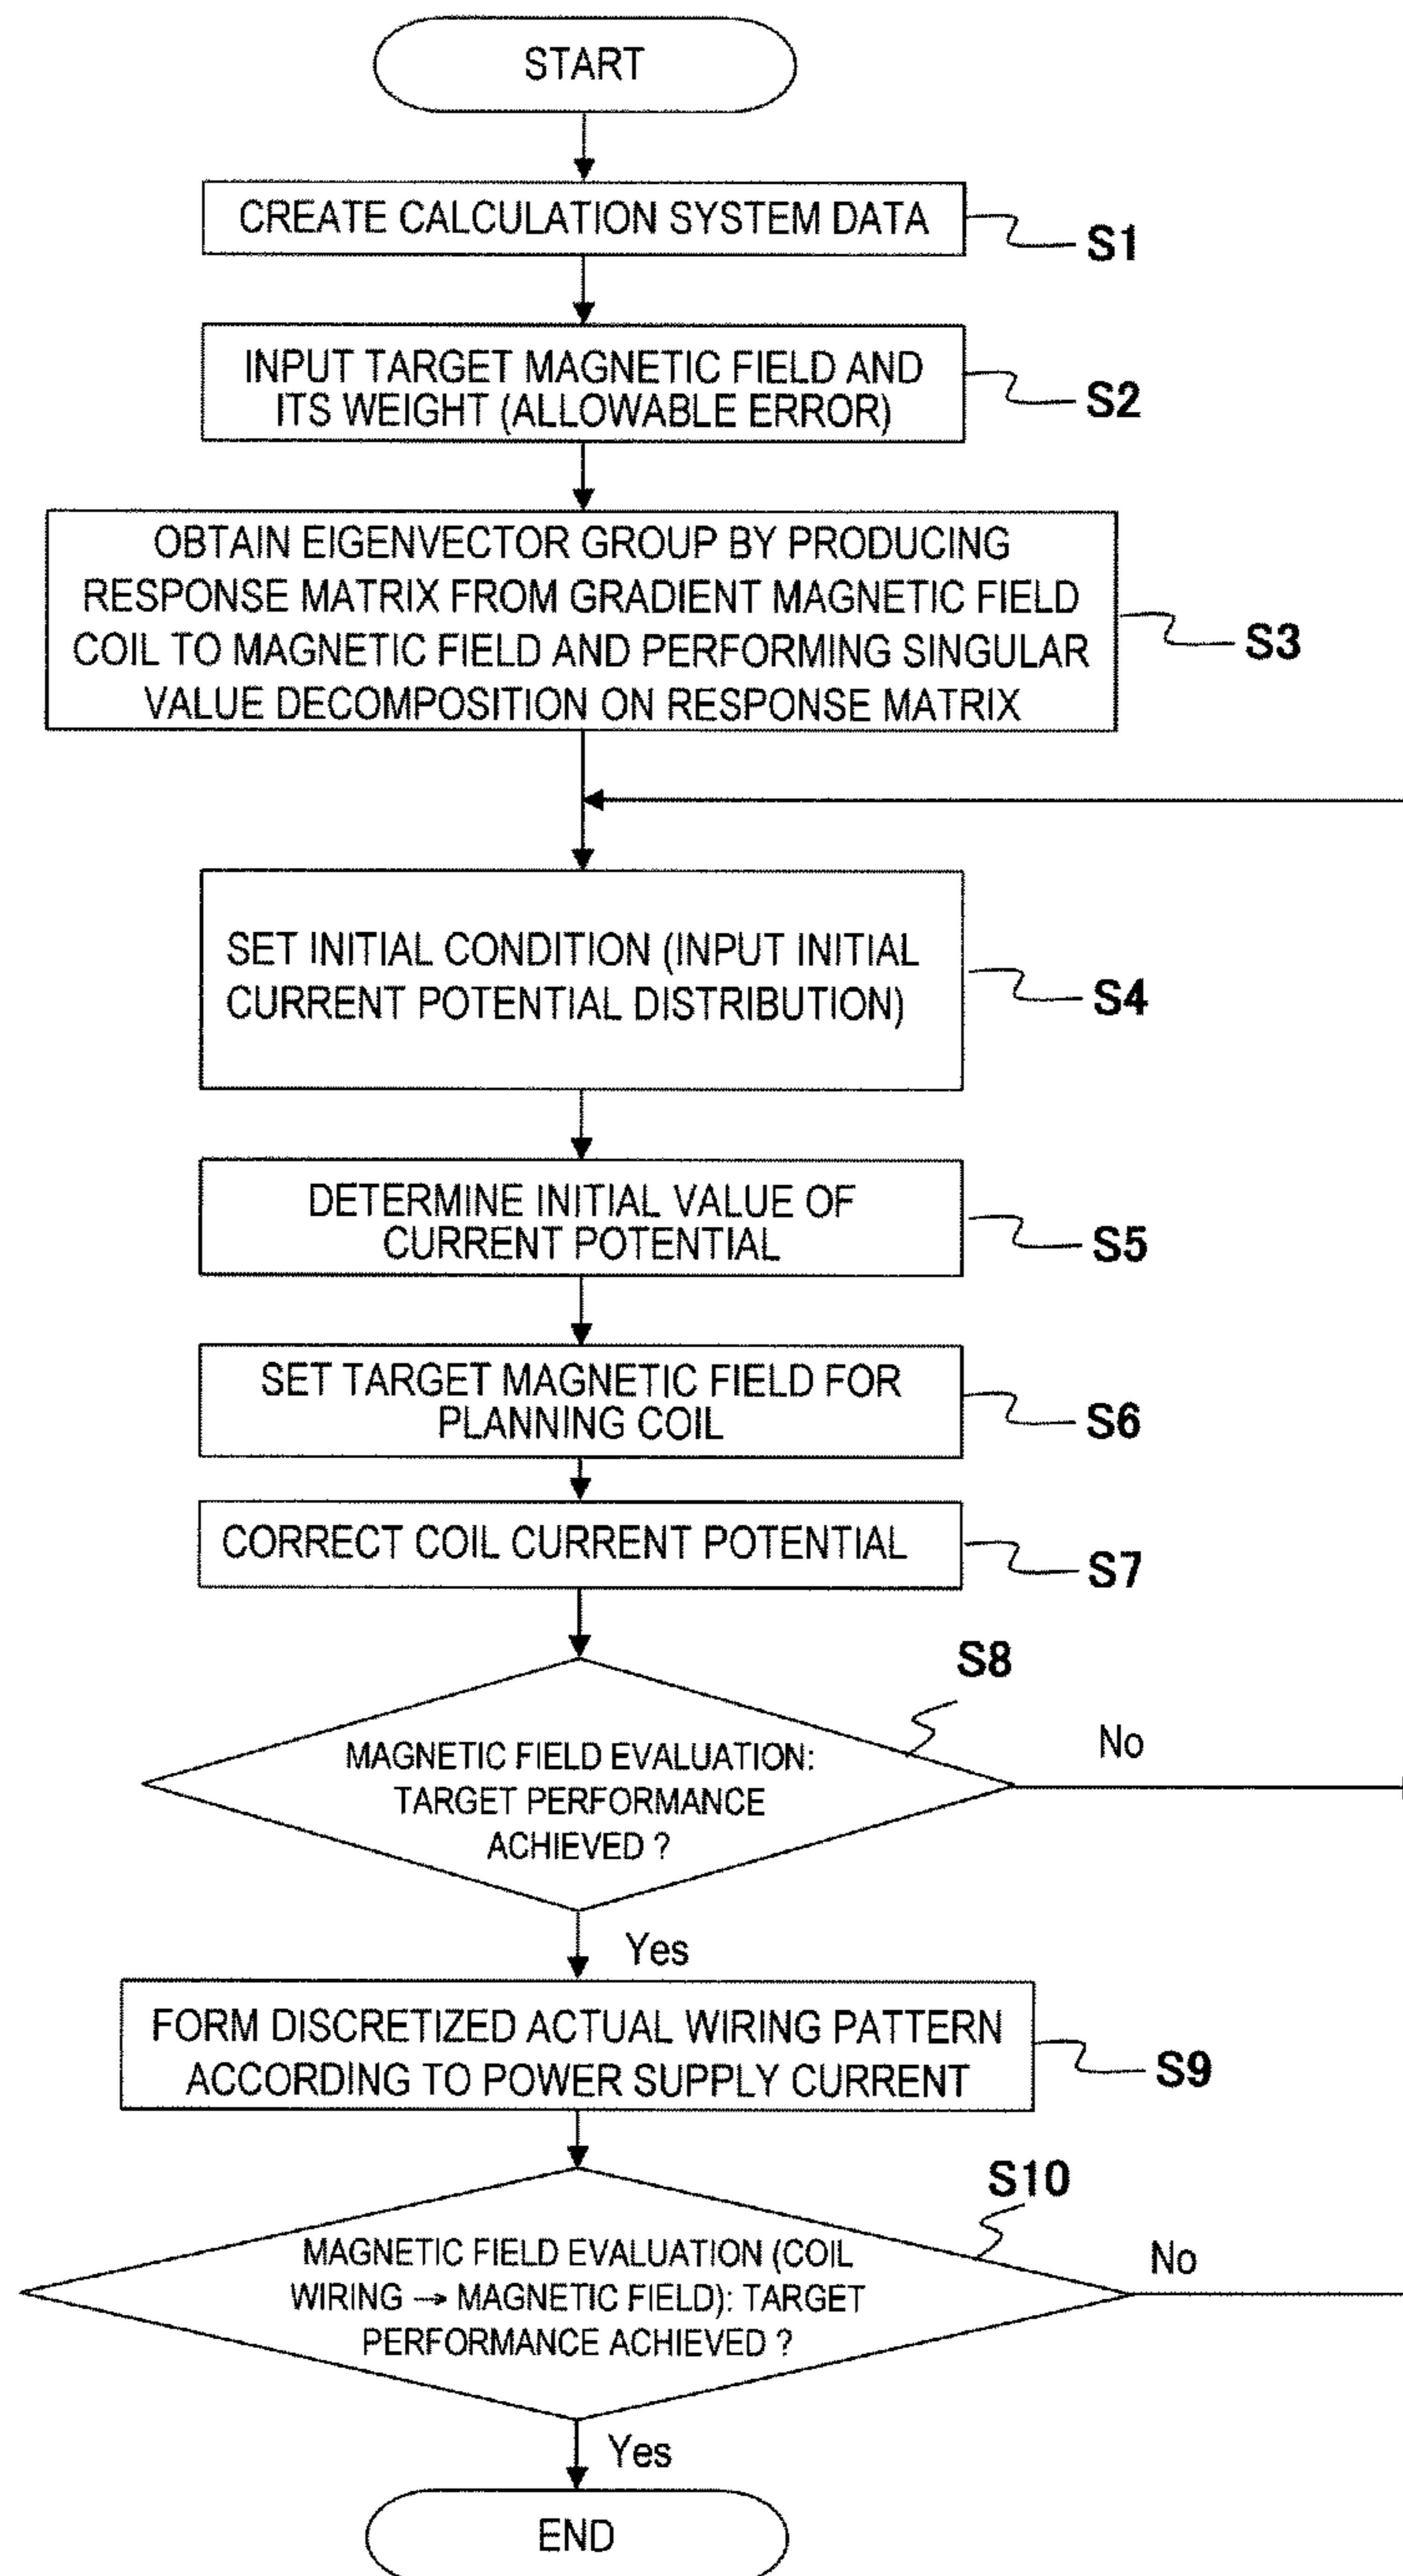 START
CREATE CALCULATION SYSTEM DATA
S1
INPUT TARGET MAGNETIC FIELD AND
ITS WEIGHT (ALLOWABLE ERROR)
S2
OBTAIN EIGENVECTOR GROUP BY PRODUCING
RESPONSE MATRIX FROM GRADIENT MAGNETIC FIELD
COIL TO MAGNETIC FIELD AND PERFORMING SINGULAR
VALUE DECOMPOSITION ON RESPONSE MATRIX
S3
SET INITIAL CONDITION (INPUT INITIAL
CURRENT POTENTIAL DISTRIBUTION)
S4
DETERMINE INITIAL VALUE OF
CURRENT POTENTIAL
S5
SET TARGET MAGNETIC FIELD FOR
PLANNING COIL
S6
CORRECT COIL CURRENT POTENTIAL
S7
S8
MAGNETIC FIELD EVALUATION:
TARGET PERFORMANCE
ACHIEVED ?
No
Yes
FORM DISCRETIZED ACTUAL WIRING PATTERN
ACCORDING TO POWER SUPPLY CURRENT
S9
S10
MAGNETIC FIELD EVALUATION (COIL
WIRING → MAGNETIC FIELD): TARGET
PERFORMANCE ACHIEVED ?
No
Yes
END